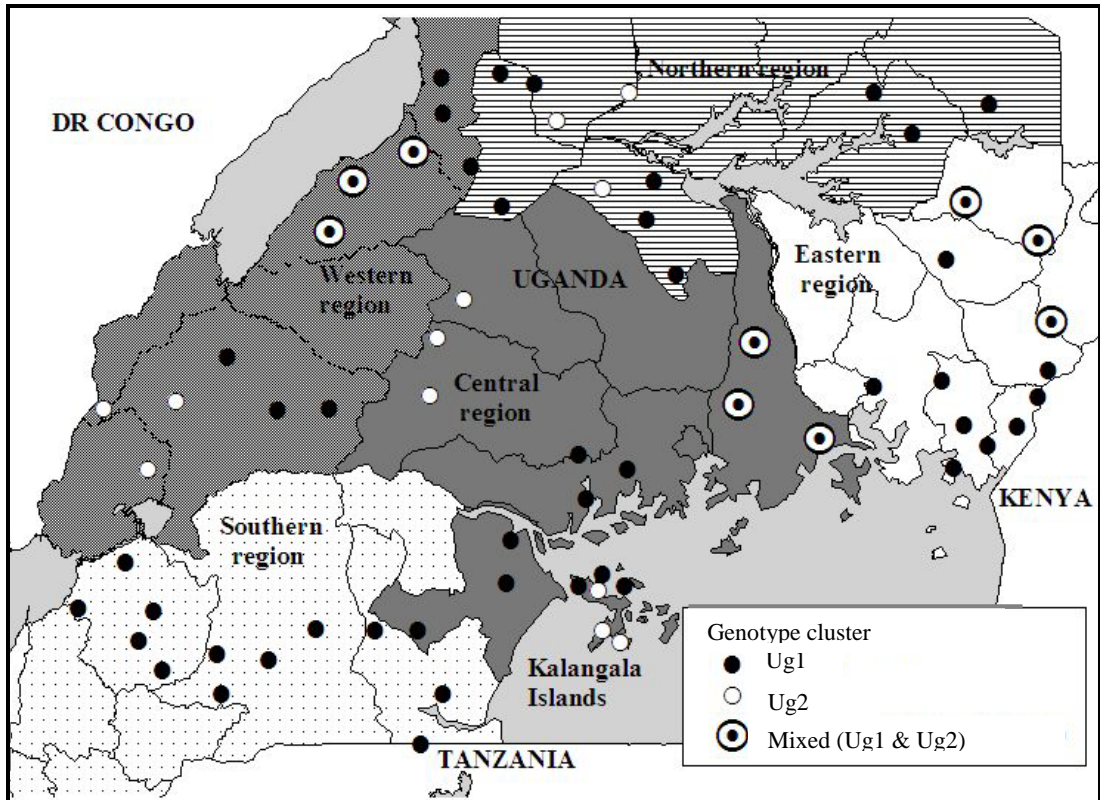 Northern region
DR CONGO
Western
region
UGANDA
Eastern
region
Central
region
KENYA
Southern
region
Kalangala
Islands
TANZANIA
Genotype cluster
Ug1
Ug2
Mixed (Ug1 & Ug2)